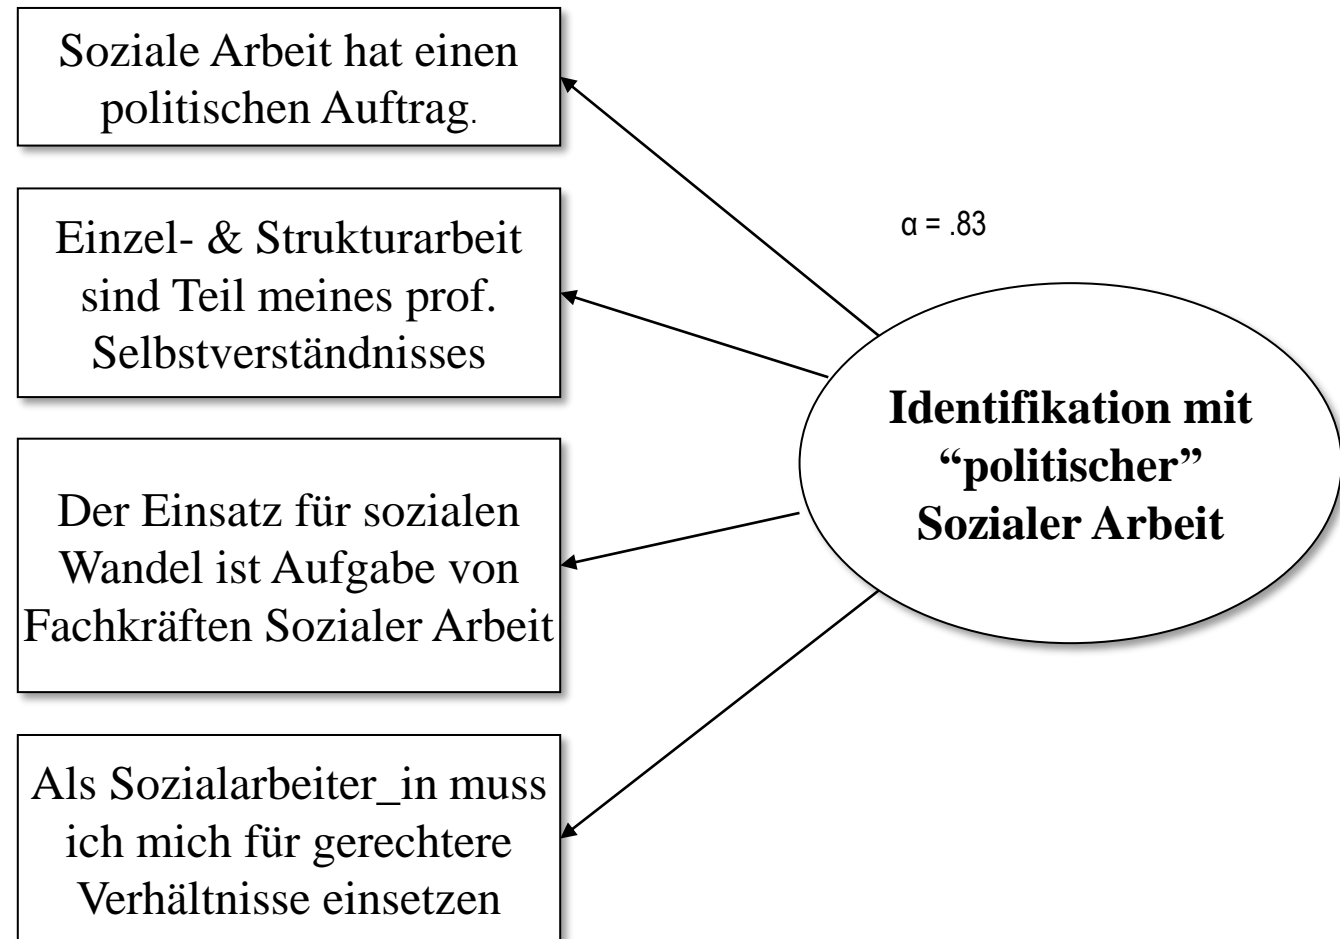 Soziale Arbeit hat einen
politischen Auftrag.
Einzel- & Strukturarbeit
sind Teil meines prof.
Selbstverständnisses
Der Einsatz für sozialen
Wandel ist Aufgabe von
Fachkräften Sozialer Arbeit
Als Sozialarbeiter_in muss
ich mich für gerechtere
Verhältnisse einsetzen
α = .83
Identifikation mit
“politischer”
Sozialer Arbeit